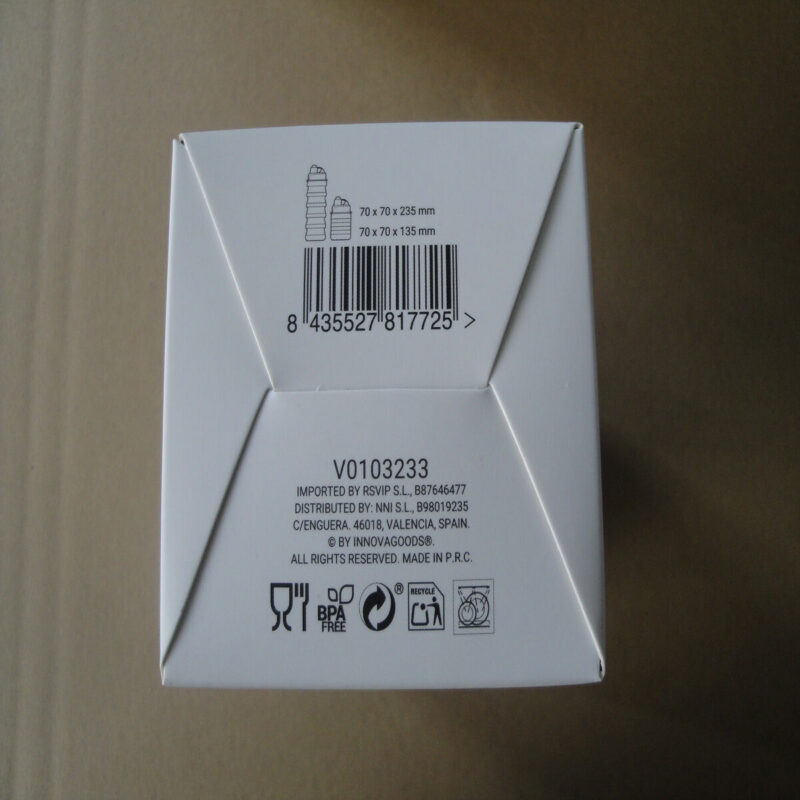 70 x 70 x 235 mm
70 x 70 x 135 mm
8 435527 817725 >
V0103233
IMPORTED BY RSVIP S.L., B87646477
DISTRIBUTED BY: NNI S.L., B98019235
C/ENGUERA. 46018, VALENCIA, SPAIN.
© BY INNOVAGOODS®.
ALL RIGHTS RESERVED. MADE IN P.R.C.
BPA
FREE
®
RECYCLE